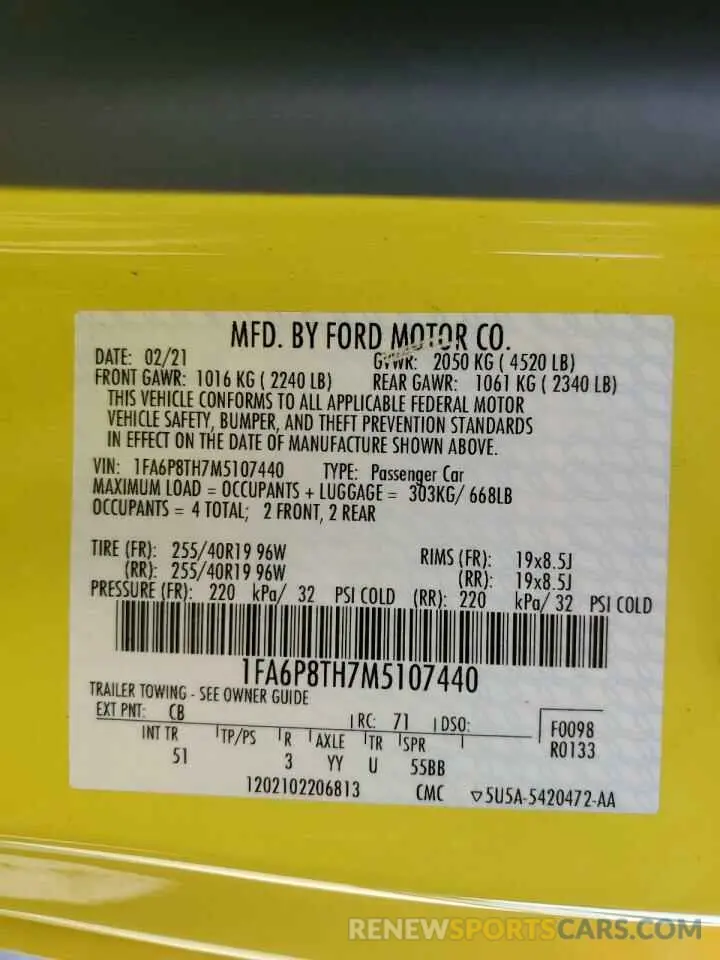 MFD. BY FORD MOTOR CO.
DATE: 02/21 GVWR: 2050 KG ( 4520 LB)
FRONT GAWR: 1016 KG ( 2240 LB) REAR GAWR: 1061 KG ( 2340 LB)
THIS VEHICLE CONFORMS TO ALL APPLICABLE FEDERAL MOTOR
VEHICLE SAFETY, BUMPER, AND THEFT PREVENTION STANDARDS
IN EFFECT ON THE DATE OF MANUFACTURE SHOWN ABOVE.
VIN: 1FA6P8TH7M5107440 TYPE: Passenger Car
MAXIMUM LOAD = OCCUPANTS + LUGGAGE = 303KG/ 668LB
OCCUPANTS = 4 TOTAL; 2 FRONT, 2 REAR
TIRE (FR): 255/40R19 96W RIMS (FR): 19x8.5J
(RR): 255/40R19 96W (RR): 19x8.5J
PRESSURE (FR): 220 kPa/ 32 PSI COLD (RR): 220 kPa/ 32 PSI COLD
1FA6P8TH7M5107440
TRAILER TOWING - SEE OWNER GUIDE
EXT PNT: CB RC: 71 DSO: F0098
INT TR TP/PS R AXLE TR SPR R0133
51 3 YY U 55BB
1202102206813 CMC ▽5U5A-5420472-AA
RENEWSPORTSCARS.COM